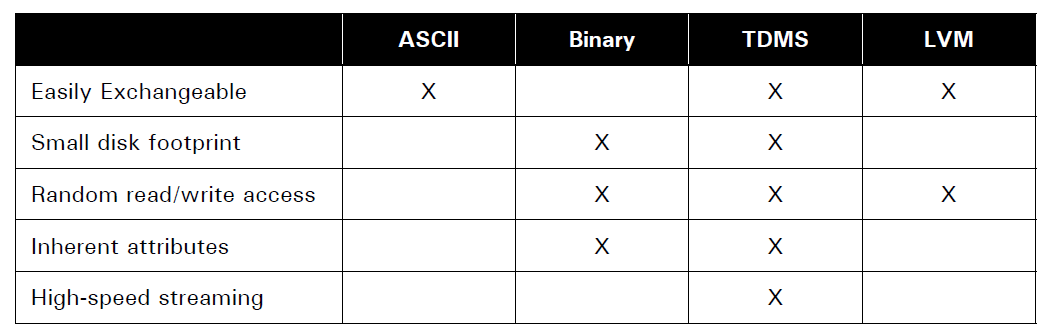 ASCII Binary TDMS LVM
Easily Exchangeable X X X
Small disk footprint X X
Random read/write access X X X
Inherent attributes X X
High-speed streaming X